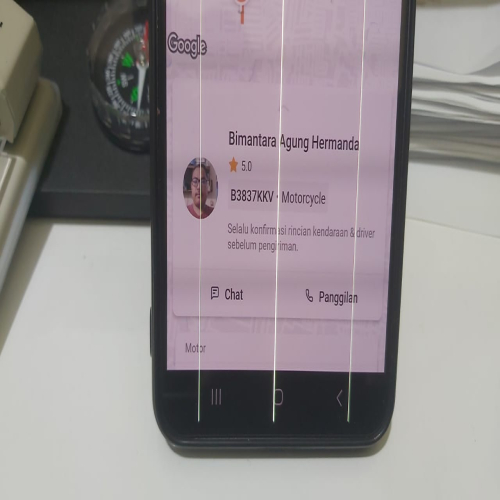 Google
Bimantara Agung Hermanda
5.0
B3837KKV · Motorcycle
Selalu konfirmasi rincian kendaraan & driver
sebelum pengiriman.
Chat
Panggilan
Motor